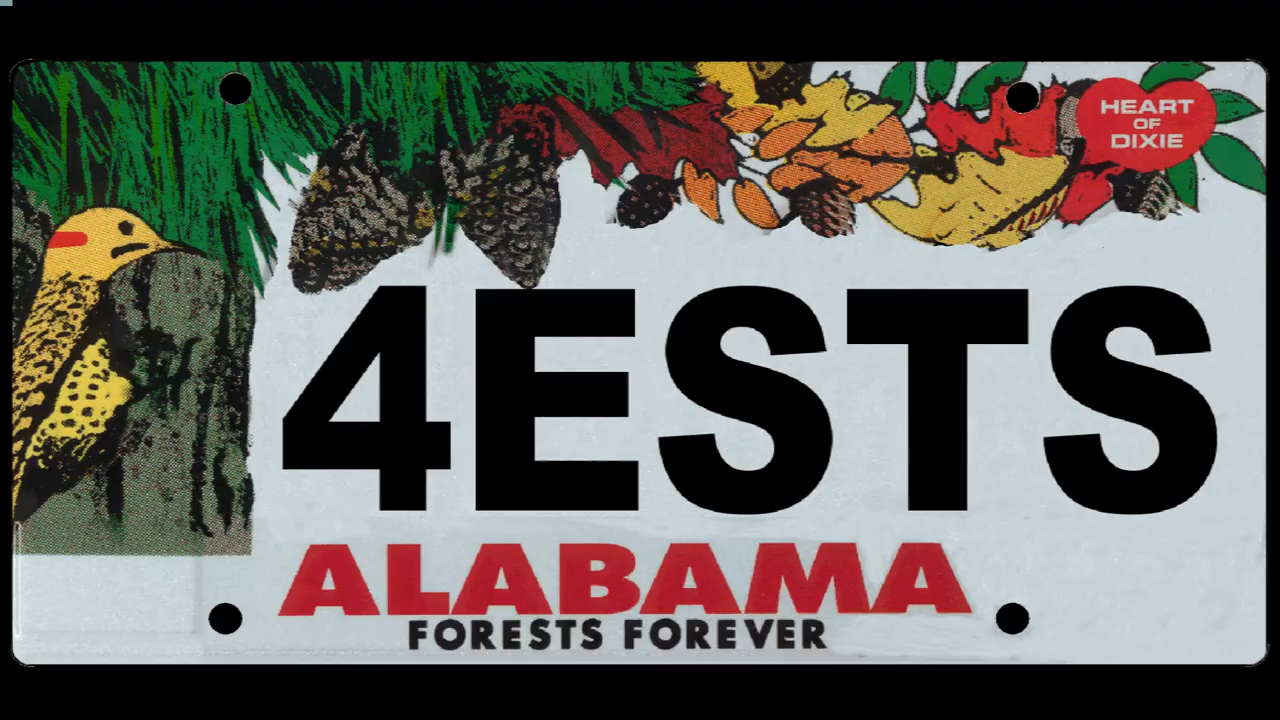 HEART
OF
DIXIE
4ESTS
ALABAMA
FORESTS FOREVER